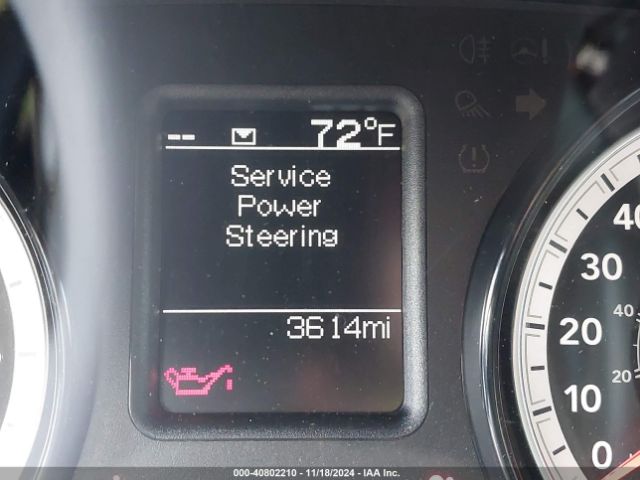 -- 72°F
Service
Power
Steering
3614mi
40
30
20
10
0
40
20
000-40802210 - 11/18/2024 - IAA Inc.